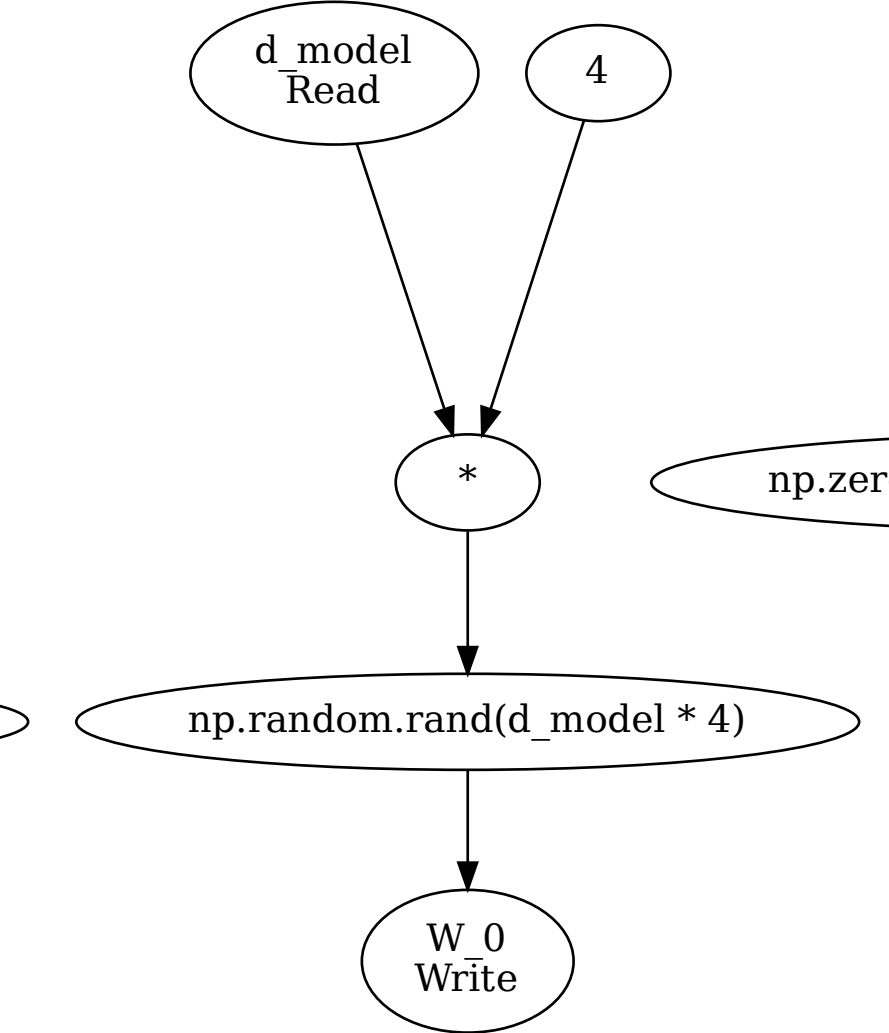 d_model
Read
4
*
np.zer
np.random.rand(d_model * 4)
W_0
Write